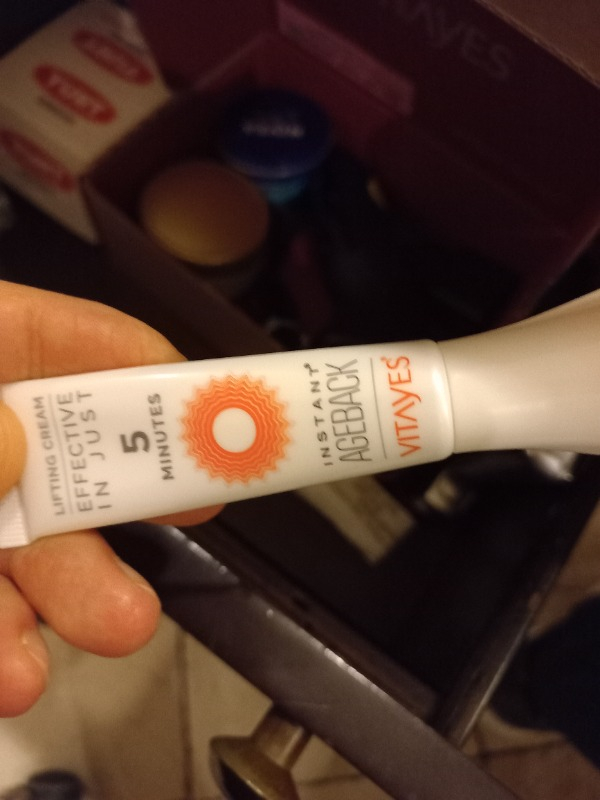 LIFTING CREAM
EFFECTIVE
IN JUST
5
MINUTES
INSTANT
AGEBACK
VITAYES